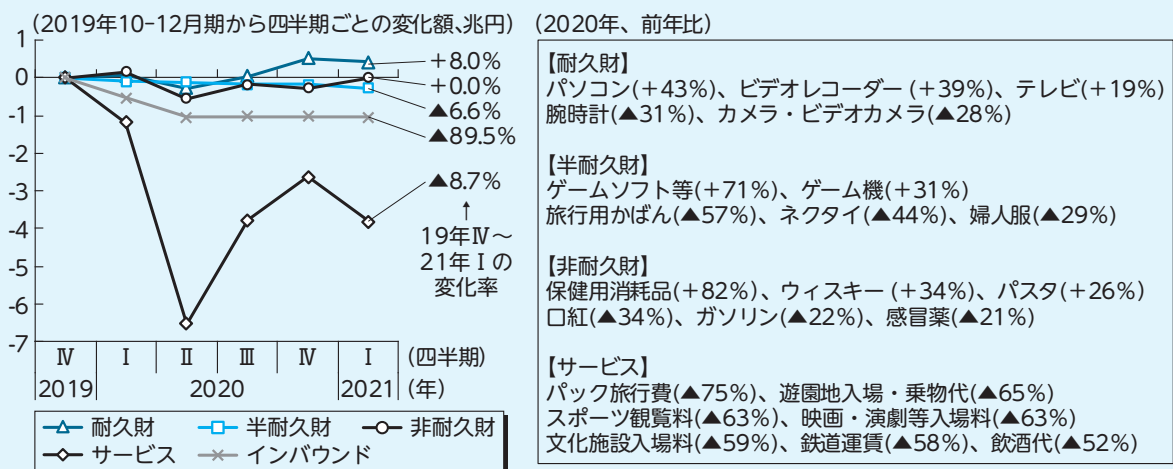 (2019年10-12月期から四半期ごとの変化額、兆円)
1
0
-1
-2
-3
-4
-5
-6
-7
+8.0%
+0.0%
▲6.6%
▲89.5%
▲8.7%
↑
19年Ⅳ～
21年Ⅰの
変化率
Ⅳ Ⅰ Ⅱ Ⅲ Ⅳ Ⅰ (四半期)
2019 2020 2021 (年)
耐久財 半耐久財 非耐久財
サービス インバウンド
(2020年、前年比)
【耐久財】
パソコン(+43%)、ビデオレコーダー(+39%)、テレビ(+19%)
腕時計(▲31%)、カメラ・ビデオカメラ(▲28%)
【半耐久財】
ゲームソフト等(+71%)、ゲーム機(+31%)
旅行用かばん(▲57%)、ネクタイ(▲44%)、婦人服(▲29%)
【非耐久財】
保健用消耗品(+82%)、ウィスキー(+34%)、パスタ(+26%)
口紅(▲34%)、ガソリン(▲22%)、感冒薬(▲21%)
【サービス】
パック旅行費(▲75%)、遊園地入場・乗物代(▲65%)
スポーツ観覧料(▲63%)、映画・演劇等入場料(▲63%)
文化施設入場料(▲59%)、鉄道運賃(▲58%)、飲酒代(▲52%)